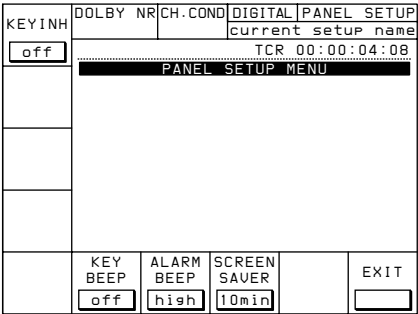 KEYINH
off
DOLBY NR CH.COND DIGITAL PANEL SETUP
current setup name
TCR 00:00:04:08
PANEL SETUP MENU
KEY BEEP
off
ALARM BEEP
high
SCREEN SAVER
10min
EXIT